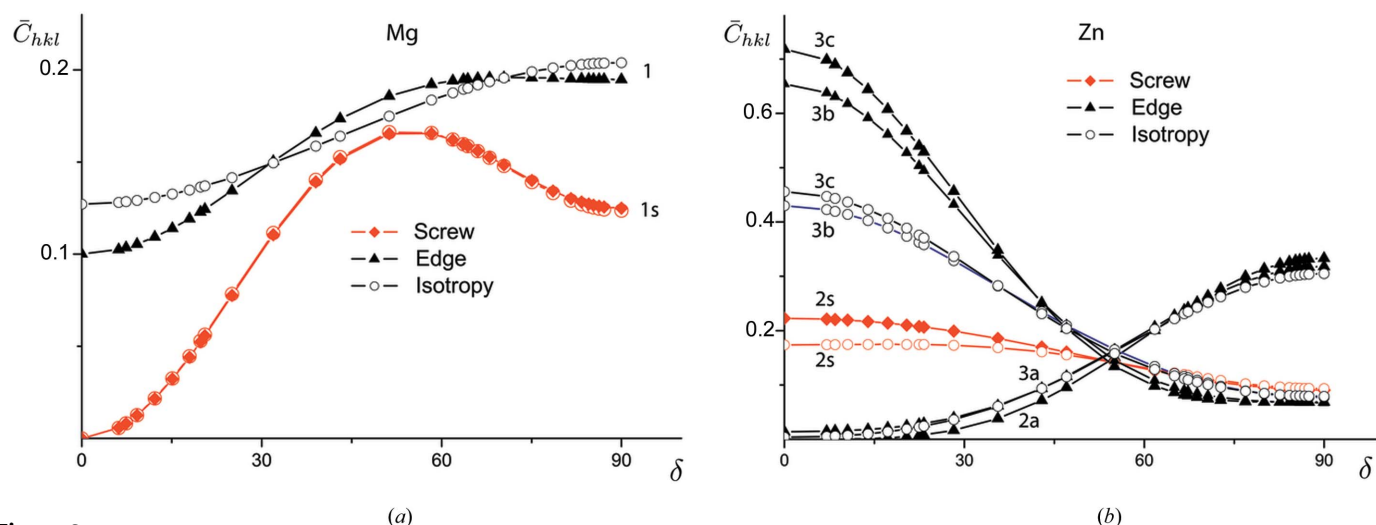 C̄hkl
Mg
0.2
1
1s
Screw
Edge
Isotropy
0.1
0
30
60
90
δ
(a)
C̄hkl
Zn
3c
3b
0.6
Screw
Edge
Isotropy
3c
3b
0.4
2s
0.2
2s
3a
2a
0
30
60
90
δ
(b)